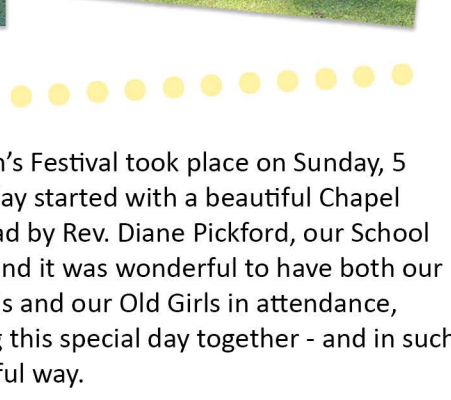 n's Festival took place on Sunday, 5
ay started with a beautiful Chapel
ad by Rev. Diane Pickford, our School
nd it was wonderful to have both our
s and our Old Girls in attendance,
g this special day together - and in such
ful way.